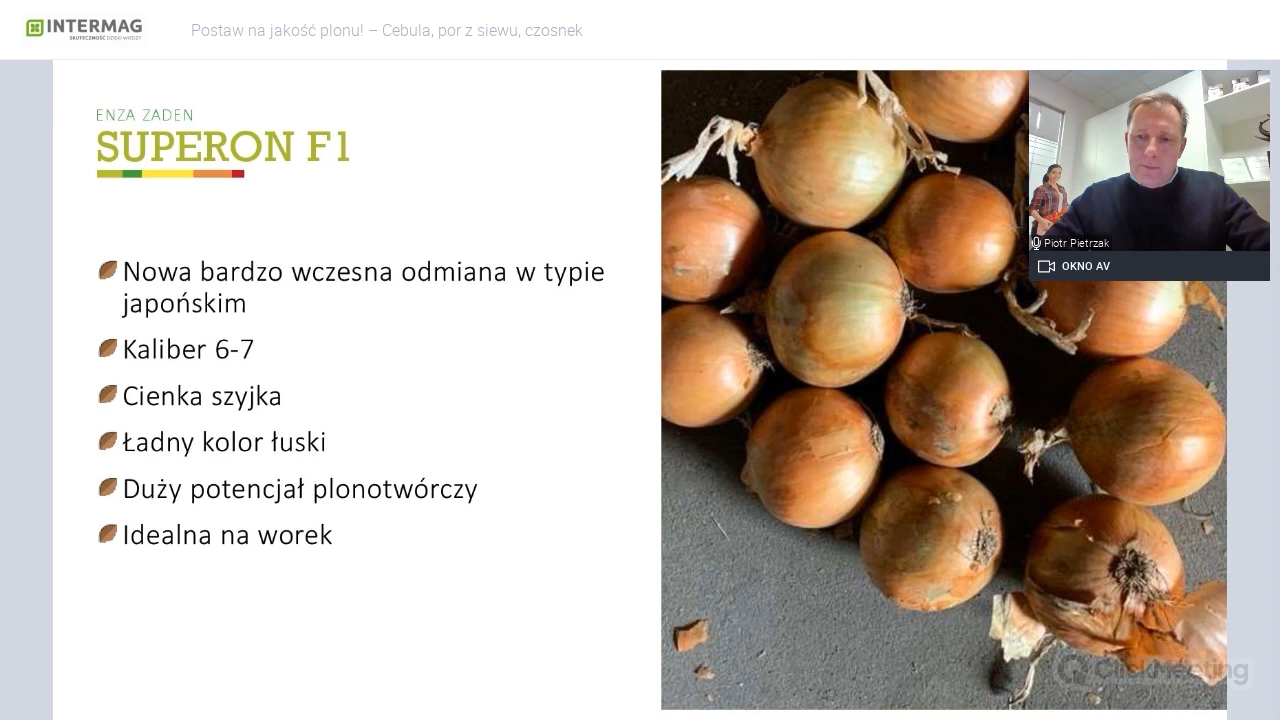 INTERMAG
SKUTECZNOŚĆ DZIĘKI WIEDZY
Postaw na jakość plonu! – Cebula, por z siewu, czosnek
ENZA ZADEN
SUPERON F1
Nowa bardzo wczesna odmiana w typie
japońskim
Kaliber 6-7
Cienka szyjka
Ładny kolor łuski
Duży potencjał plonotwórczy
Idealna na worek
Piotr Pietrzak
OKNO AV
ClickMeeting